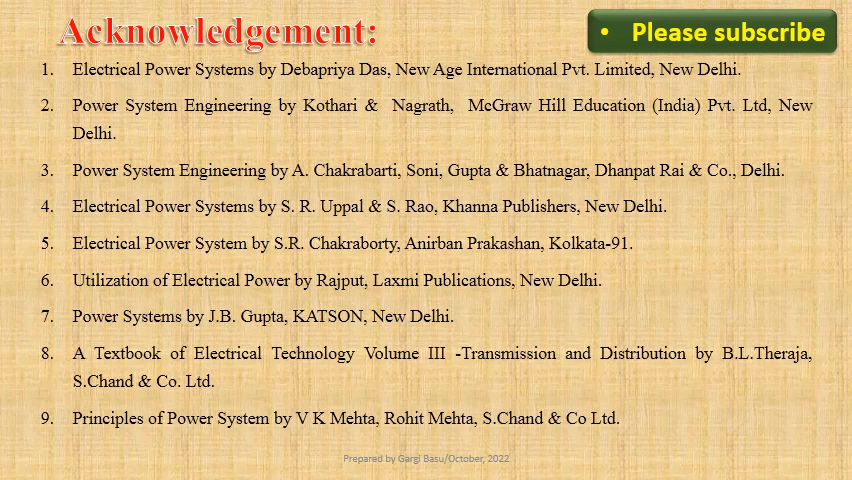 Acknowledgement:
• Please subscribe
1. Electrical Power Systems by Debapriya Das, New Age International Pvt. Limited, New Delhi.
2. Power System Engineering by Kothari & Nagrath, McGraw Hill Education (India) Pvt. Ltd, New
Delhi.
3. Power System Engineering by A. Chakrabarti, Soni, Gupta & Bhatnagar, Dhanpat Rai & Co., Delhi.
4. Electrical Power Systems by S. R. Uppal & S. Rao, Khanna Publishers, New Delhi.
5. Electrical Power System by S.R. Chakraborty, Anirban Prakashan, Kolkata-91.
6. Utilization of Electrical Power by Rajput, Laxmi Publications, New Delhi.
7. Power Systems by J.B. Gupta, KATSON, New Delhi.
8. A Textbook of Electrical Technology Volume III -Transmission and Distribution by B.L.Theraja,
S.Chand & Co. Ltd.
9. Principles of Power System by V K Mehta, Rohit Mehta, S.Chand & Co Ltd.
Prepared by Gargi Basu/October, 2022